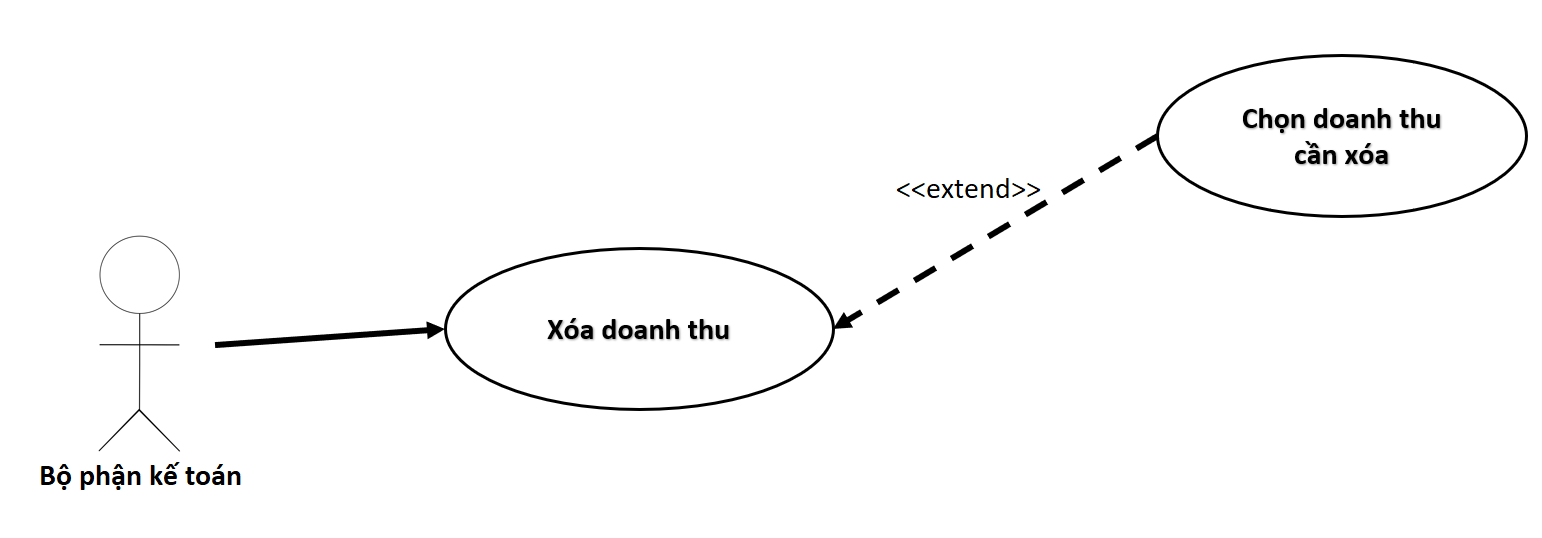 Chọn doanh thu
cần xóa
<<extend>>
Xóa doanh thu
Bộ phận kế toán